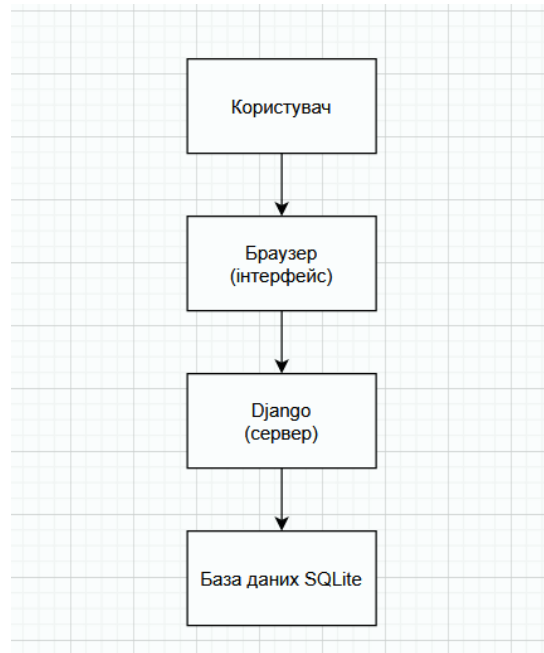 Користувач
Браузер
(інтерфейс)
Django
(сервер)
База даних SQLite